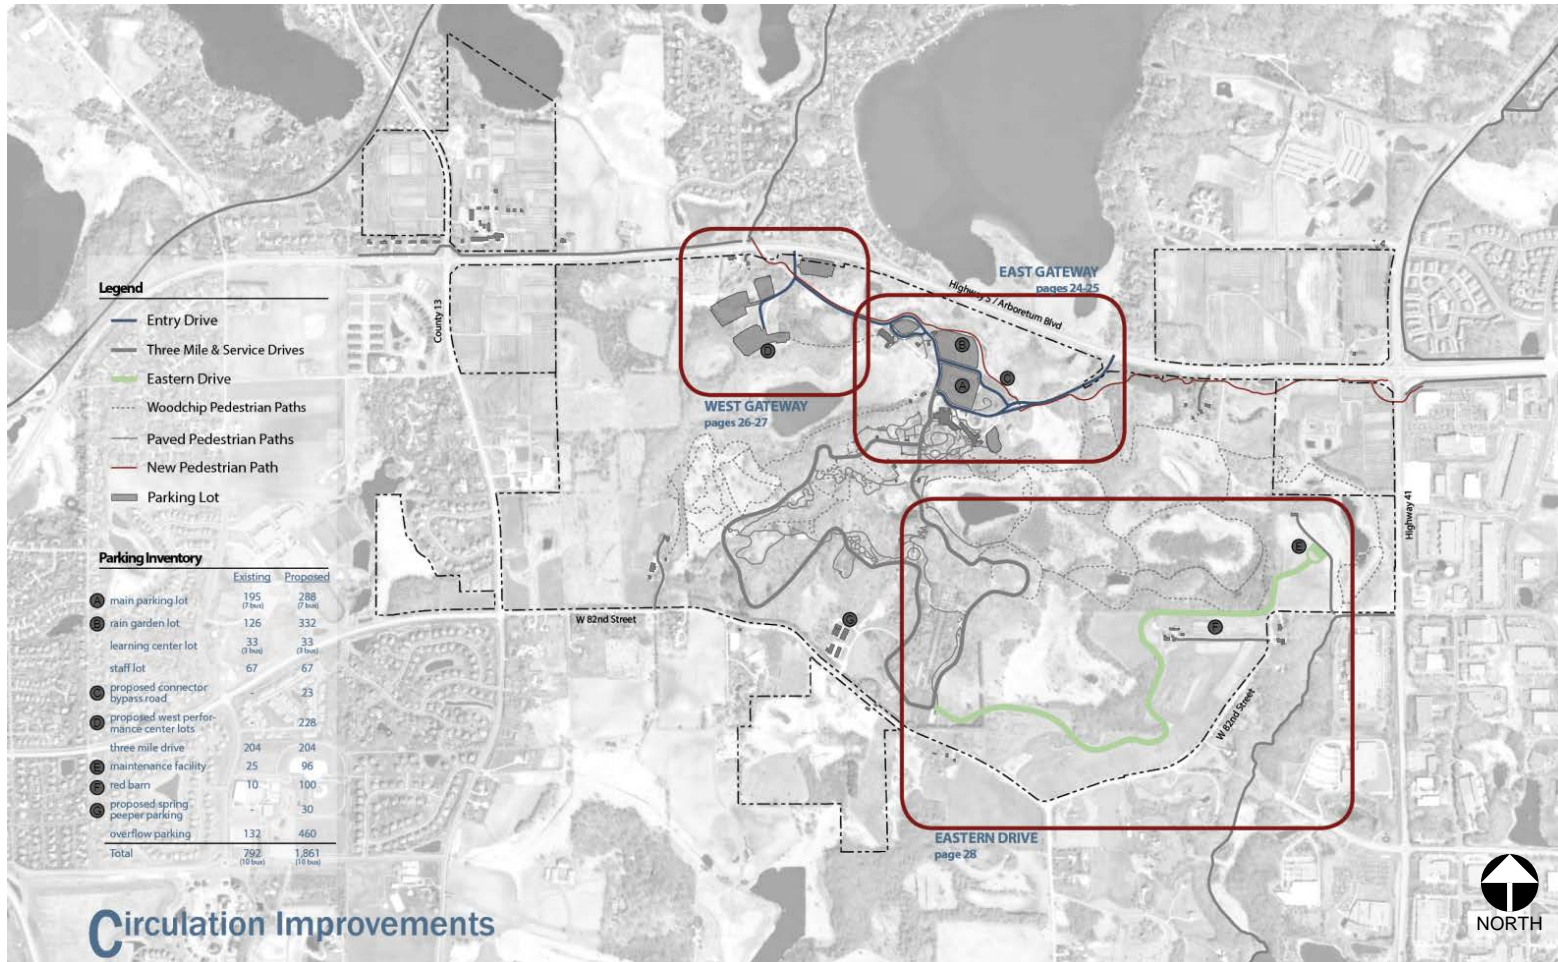 EAST GATEWAY
pages 24-25
Highway 5 / Arboretum Blvd
Legend
Entry Drive
Three Mile & Service Drives
Eastern Drive
Woodchip Pedestrian Paths
Paved Pedestrian Paths
New Pedestrian Path
Parking Lot
County 13
D
B
A
C
WEST GATEWAY
pages 26-27
Highway 41
E
F
G
W 82nd Street
W 82nd Street
EASTERN DRIVE
page 28
Parking Inventory
Existing Proposed
A main parking lot 195 288
(7 bus) (7 bus)
B rain garden lot 126 332
learning center lot 33 33
(3 bus) (3 bus)
staff lot 67 67
C proposed connector
bypass road - 23
D proposed west perfor-
mance center lots - 228
three mile drive 204 204
E maintenance facility 25 96
F red barn 10 100
G proposed spring
peeper parking - 30
overflow parking 132 460
Total 792 1,861
(10 bus) (10 bus)
Circulation Improvements
NORTH